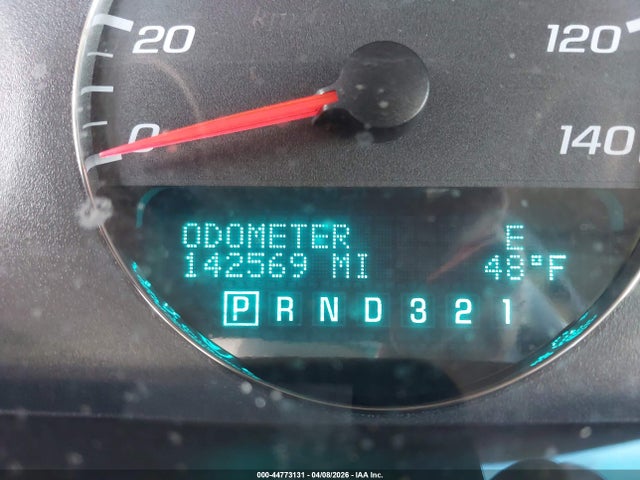 20 120
0 140
ODOMETER E
142569 MI 48°F
P R N D 3 2 1
000-44773131 - 04/08/2026 - IAA Inc.